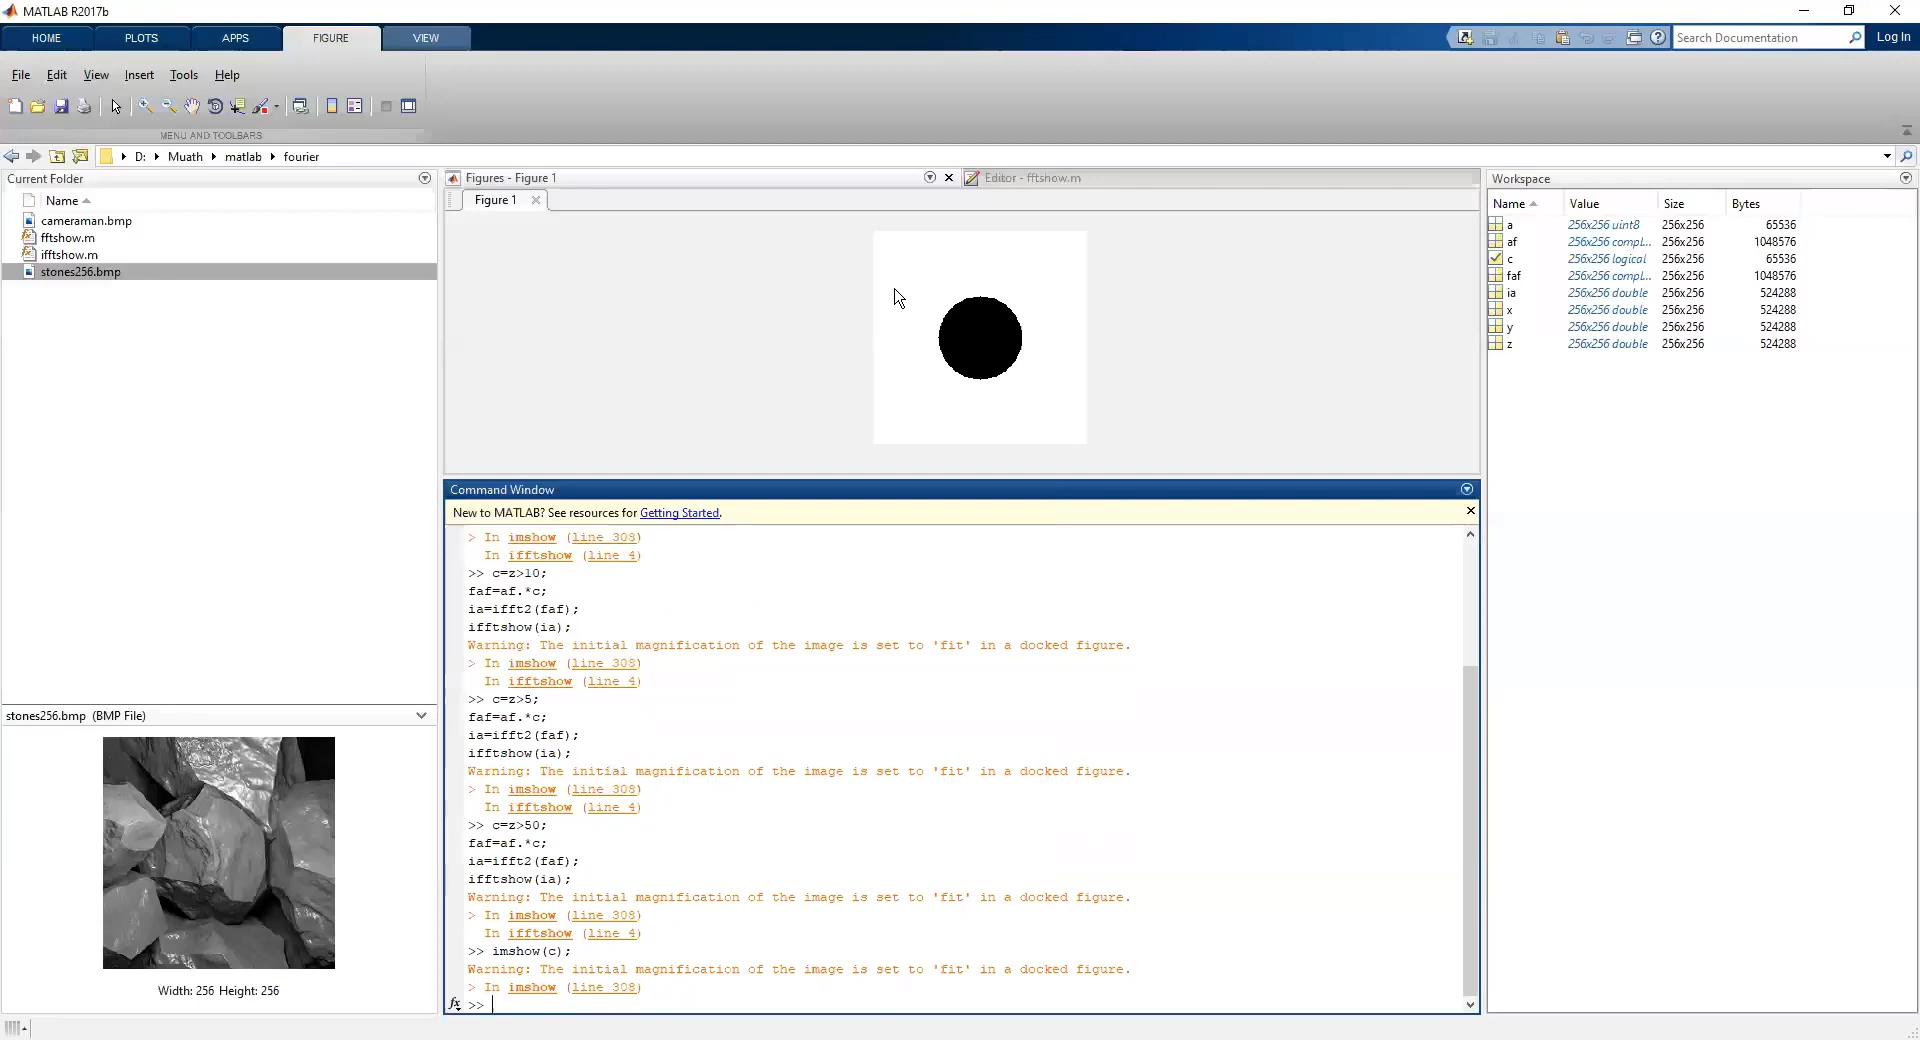 MATLAB R2017b
HOME PLOTS APPS FIGURE VIEW Search Documentation Log In
File Edit View Insert Tools Help
MENU AND TOOLBARS
D: Muath matlab fourier
Current Folder
Name
cameraman.bmp
fftshow.m
ifftshow.m
stones256.bmp
stones256.bmp (BMP File)
Width: 256 Height: 256
Figures - Figure 1 Editor - fftshow.m
Figure 1
Command Window
New to MATLAB? See resources for Getting Started.
> In imshow (line 308)
In ifftshow (line 4)
>> c=z>10;
faf=af.*c;
ia=ifft2(faf);
ifftshow(ia);
Warning: The initial magnification of the image is set to 'fit' in a docked figure.
> In imshow (line 308)
In ifftshow (line 4)
>> c=z>5;
faf=af.*c;
ia=ifft2(faf);
ifftshow(ia);
Warning: The initial magnification of the image is set to 'fit' in a docked figure.
> In imshow (line 308)
In ifftshow (line 4)
>> c=z>50;
faf=af.*c;
ia=ifft2(faf);
ifftshow(ia);
Warning: The initial magnification of the image is set to 'fit' in a docked figure.
> In imshow (line 308)
In ifftshow (line 4)
>> imshow(c);
Warning: The initial magnification of the image is set to 'fit' in a docked figure.
> In imshow (line 308)
fx >>
Workspace
Name Value Size Bytes
a 256x256 uint8 256x256 65536
af 256x256 compl... 256x256 1048576
c 256x256 logical 256x256 65536
faf 256x256 compl... 256x256 1048576
ia 256x256 double 256x256 524288
x 256x256 double 256x256 524288
y 256x256 double 256x256 524288
z 256x256 double 256x256 524288